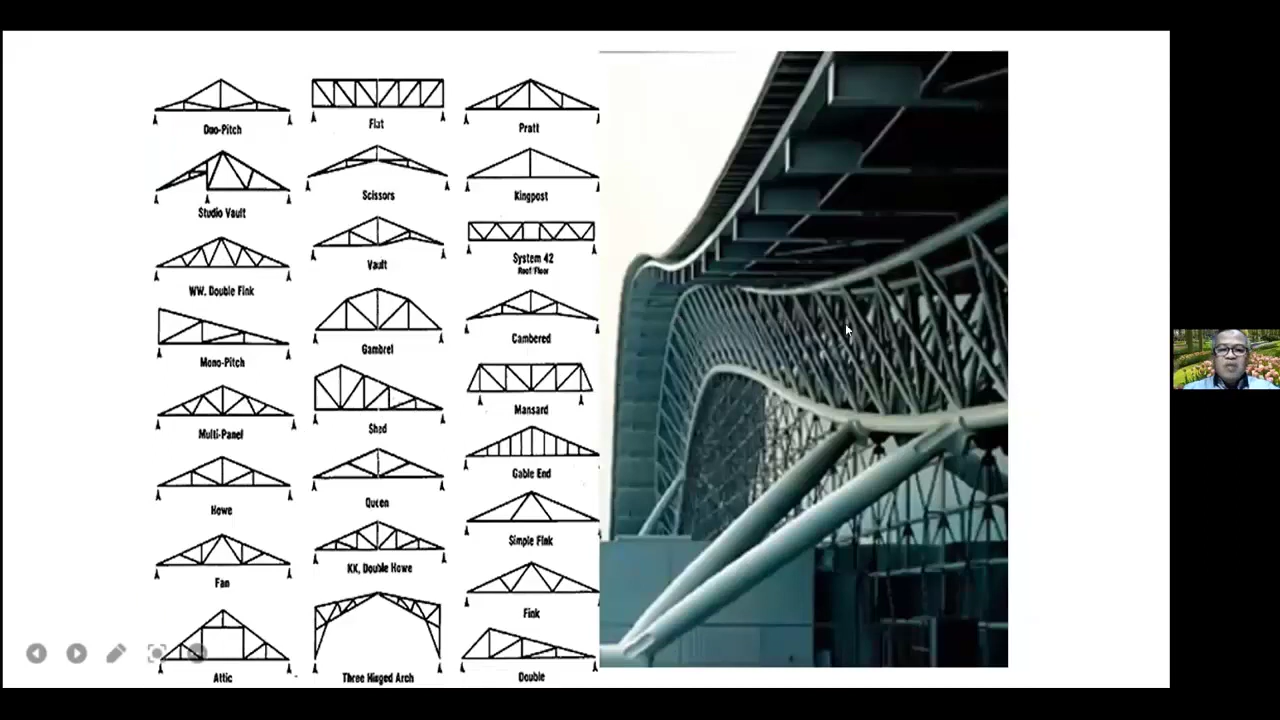 Duo-Pitch
Flat
Pratt
Studio Vault
Scissors
Kingpost
WW, Double Fink
Vault
System 42
Roof/Floor
Mono-Pitch
Gambrel
Cambered
Multi-Panel
Shed
Mansard
Howe
Queen
Gable End
Fan
KK, Double Howe
Simple Fink
Attic
Three Hinged Arch
Fink
Double